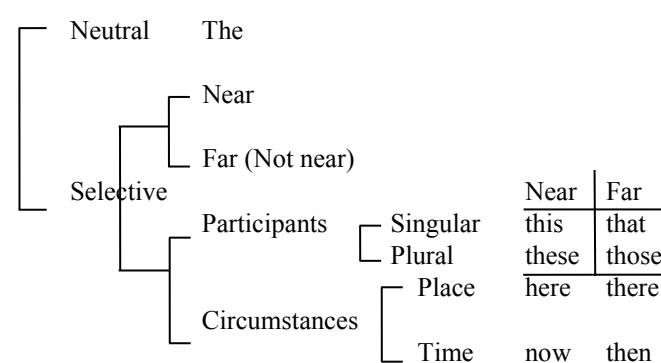 Neutral The
Near
Far (Not near)
Selective Near Far
Participants Singular this that
Plural these those
Place here there
Circumstances
Time now then